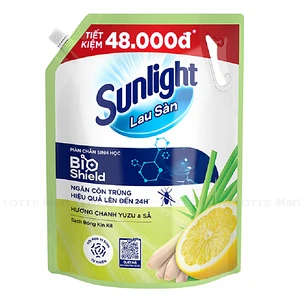 TIẾT
KIỆM 48.000đ*
Sunlight
Lau Sàn
MÀN CHẮN SINH HỌC
BIO
Shield
NGĂN CÔN TRÙNG
HIỆU QUẢ LÊN ĐẾN 24H*
HƯƠNG CHANH YUZU & SẢ
Sạch Bóng Kin Kít
LOTTE Mart